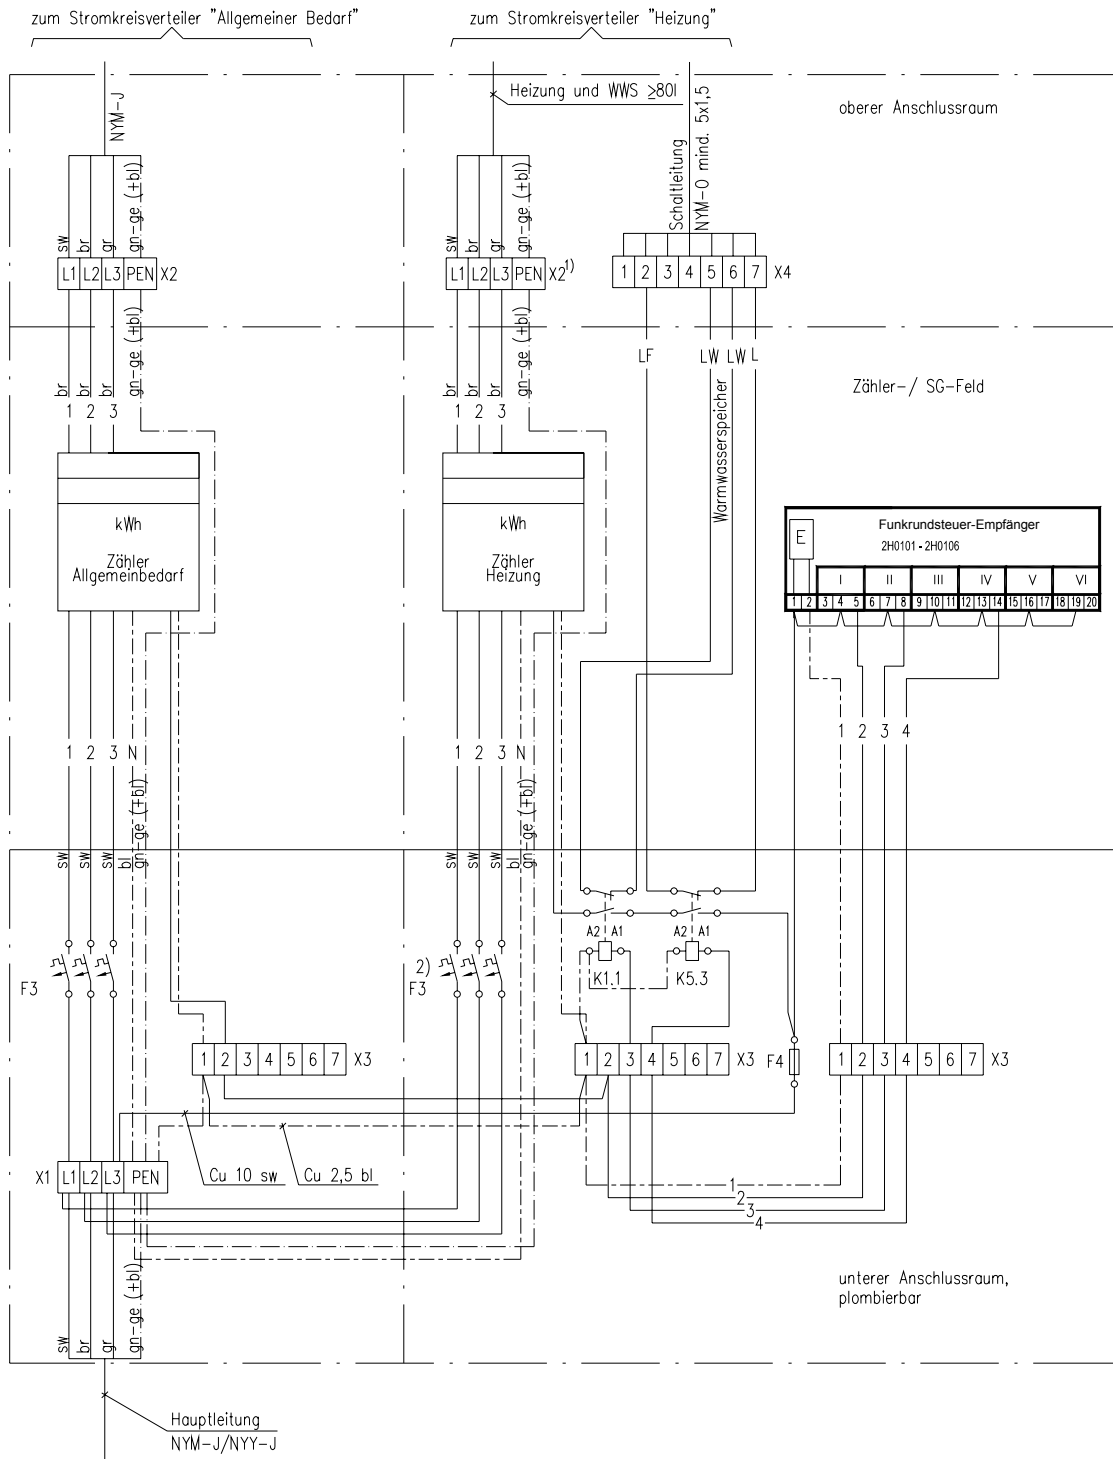 zum Stromkreisverteiler "Allgemeiner Bedarf"
zum Stromkreisverteiler "Heizung"
NYM-J
Heizung und WWS ≥80l
Schaltleitung
NYM-O mind. 5x1,5
oberer Anschlussraum
sw br gr gn-ge (+bl)
sw br gr gn-ge (+bl)
L1 L2 L3 PEN X2
L1 L2 L3 PEN X2¹⁾
1 2 3 4 5 6 7 X4
br br br gn-ge (+bl)
br br br gn-ge (+bl)
LF LW LW L
Warmwasserspeicher
Zähler-/ SG-Feld
1 2 3
1 2 3
kWh
Zähler
Allgemeinbedarf
kWh
Zähler
Heizung
Funkrundsteuer-Empfänger
2H0101 - 2H0106
E
I II III IV V VI
1 2 3 4 5 6 7 8 9 10 11 12 13 14 15 16 17 18 19 20
1 2 3 N
1 2 3 N
1 2 3 4
gn-ge (+bl)
gn-ge (+bl)
sw sw sw bl
sw sw sw bl
A2 A1
A2 A1
K1.1
K5.3
F3
2)
F3
1 2 3 4 5 6 7 X3
1 2 3 4 5 6 7 X3
F4
1 2 3 4 5 6 7 X3
X1 L1 L2 L3 PEN
Cu 10 sw
Cu 2,5 bl
1
2
3
4
sw br gr gn-ge (+bl)
unterer Anschlussraum,
plombierbar
Hauptleitung
NYM-J/NYY-J